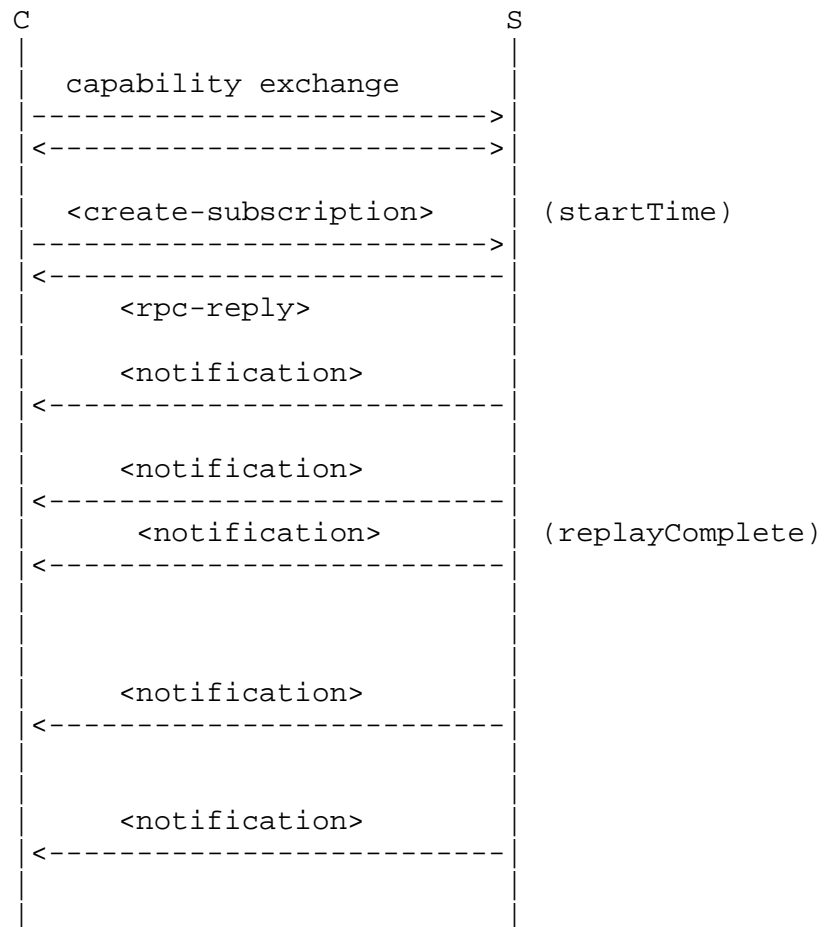 C S
capability exchange
<create-subscription> (startTime)
<rpc-reply>
<notification>
<notification>
<notification> (replayComplete)
<notification>
<notification>